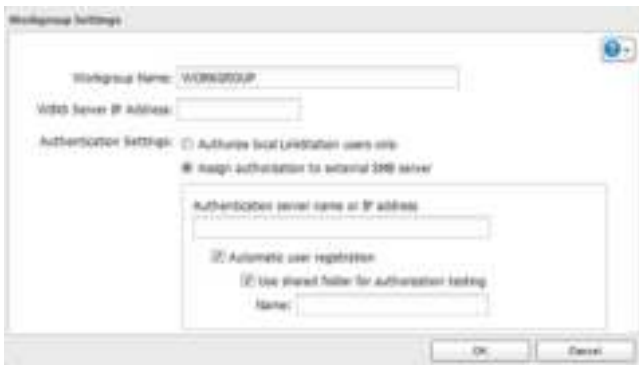 Workgroup Settings
Workgroup Name: WORKGROUP
WINS Server IP Address:
Authentication Settings: Authorize local LinkStation users only
Assign authorization to external SMB server
Authentication server name or IP address
Automatic user registration
Use shared folder for authorization testing
Name:
OK Cancel